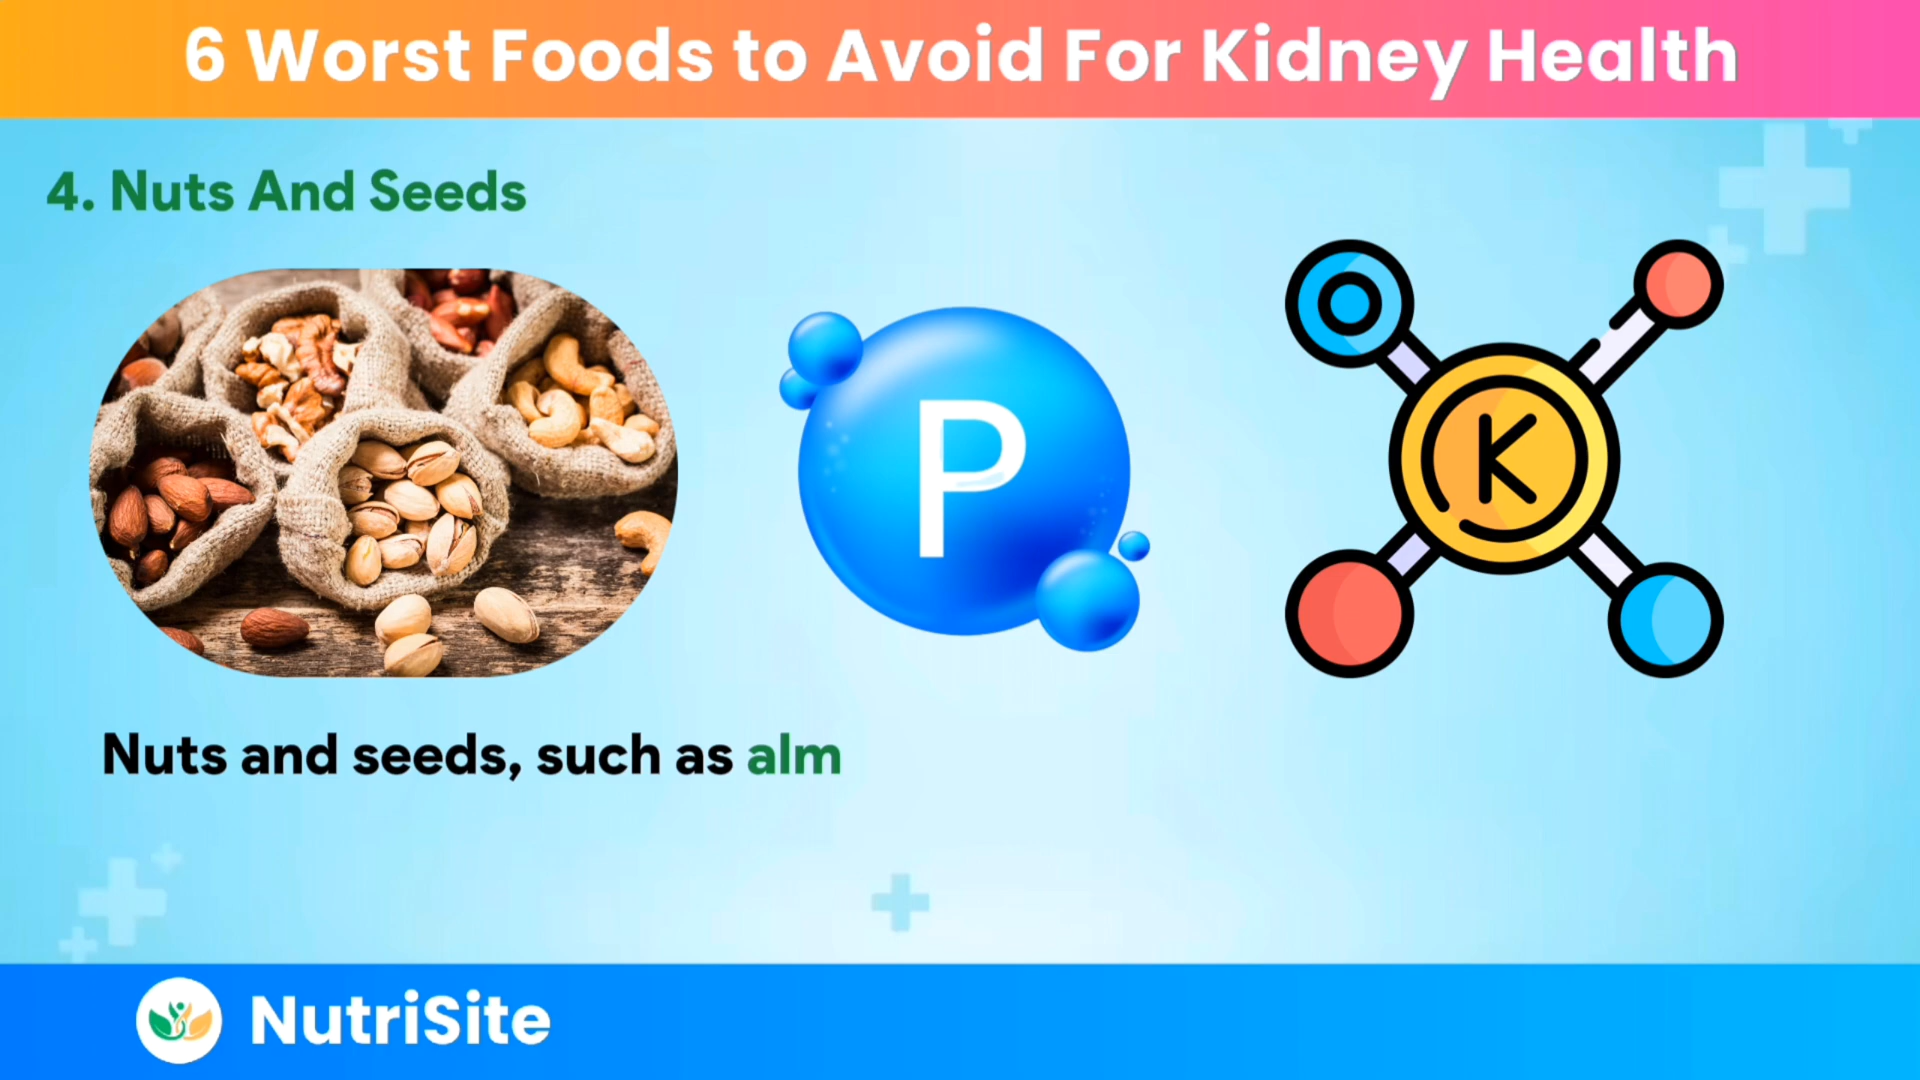 6 Worst Foods to Avoid For Kidney Health
4. Nuts And Seeds
P
K
Nuts and seeds, such as alm
NutriSite